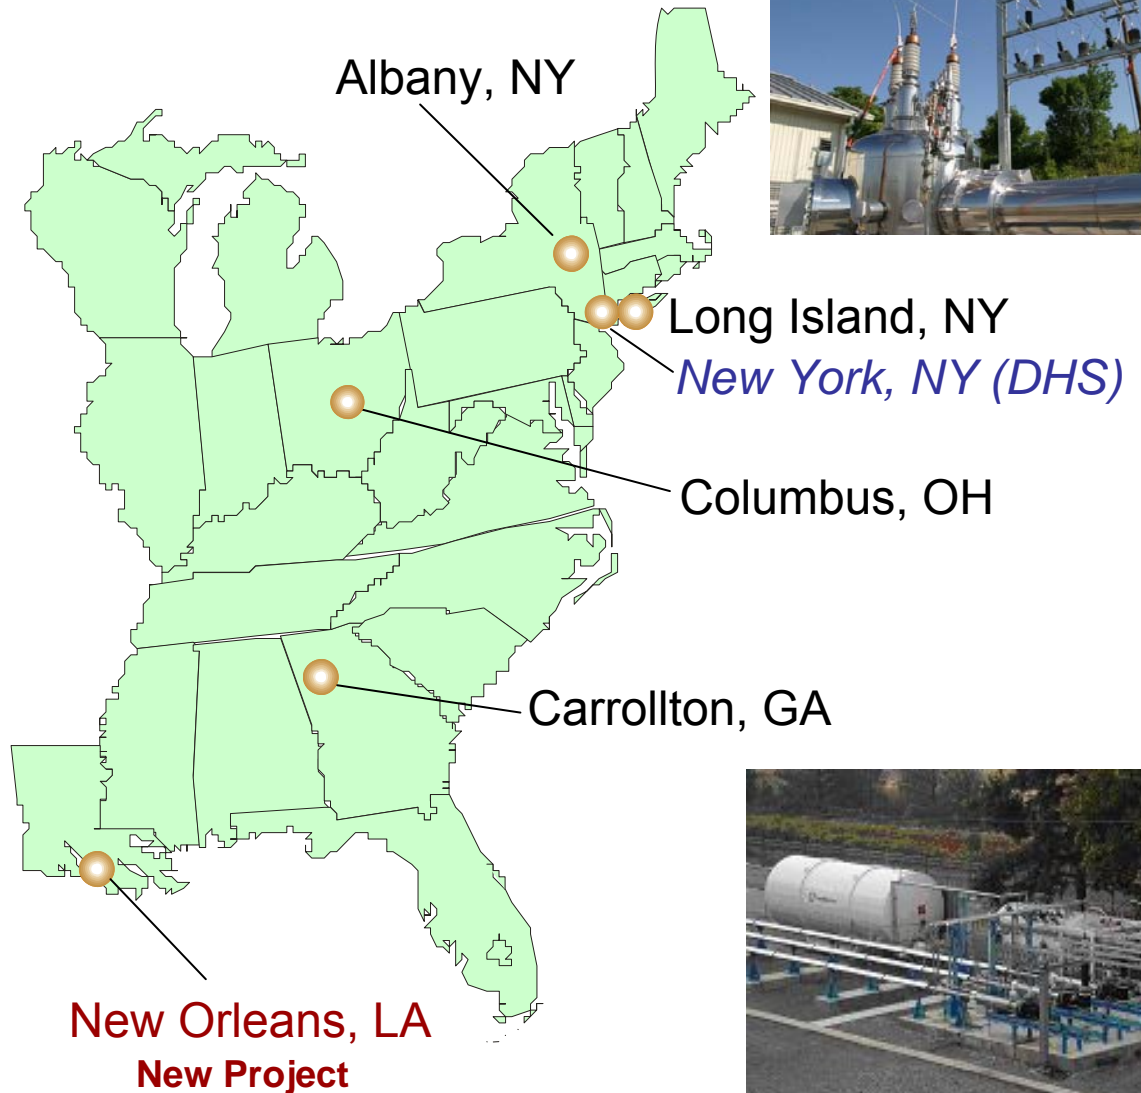 Albany, NY
Long Island, NY
New York, NY (DHS)
Columbus, OH
Carrollton, GA
New Orleans, LA
New Project